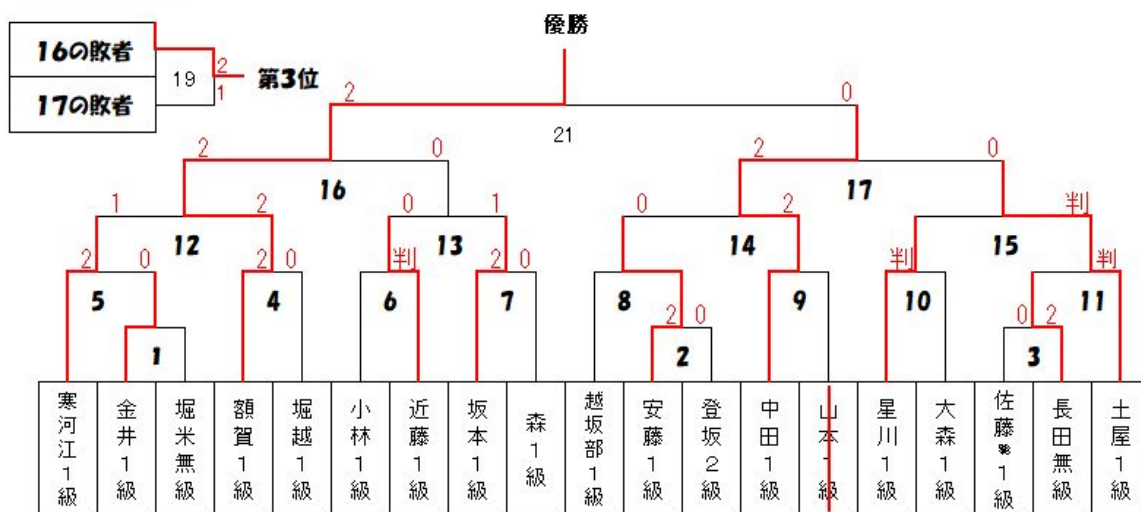 優勝
16の敗者
17の敗者
19
2
1
第3位
2
0
21
2
0
2
0
16
17
1
2
0
1
0
2
判
12
13
14
15
2
0
2
0
判
2
0
判
判
5
4
6
7
8
9
10
11
2
0
0
2
1
2
3
寒河江1級
金井1級
堀米無級
額賀1級
堀越1級
小林1級
近藤1級
坂本1級
森1級
越坂部1級
安藤1級
登坂2級
中田1級
山本1級
星川1級
大森1級
佐藤※1級
長田無級
土屋1級